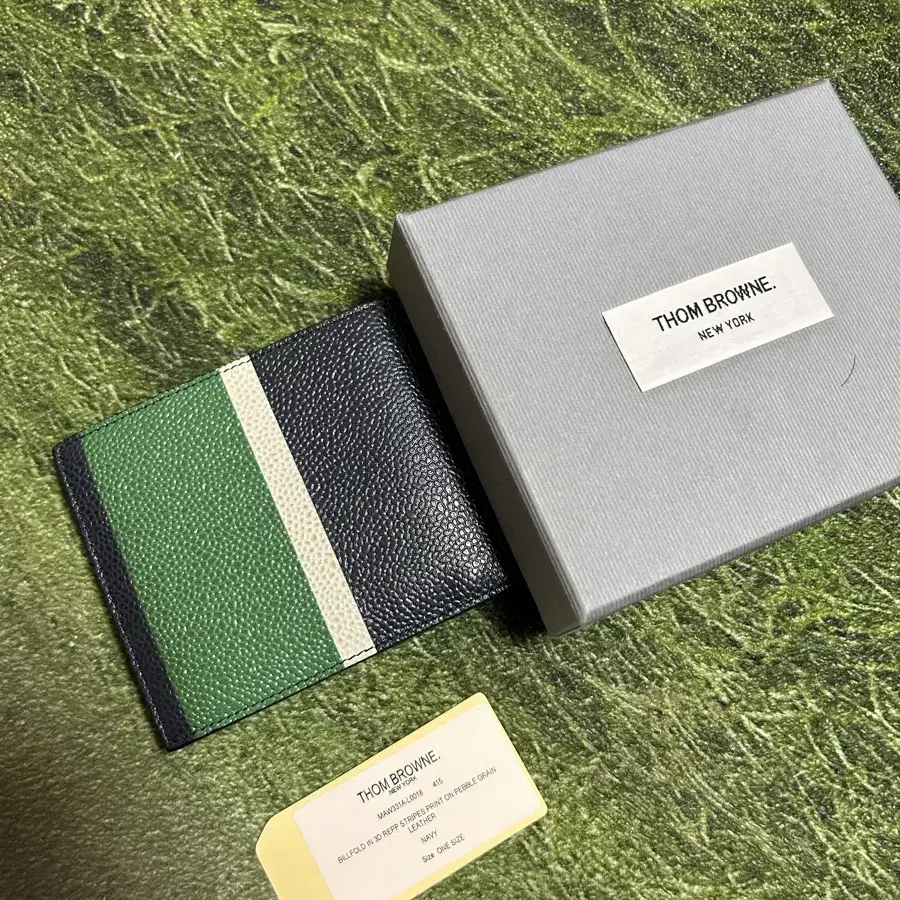 THOM BROWNE.
NEW YORK
THOM BROWNE.
NEW YORK
MAW331A-L0018 415
BILLFOLD IN 3D REPP STRIPES PRINT ON PEBBLE GRAIN
LEATHER
NAVY
Size ONE SIZE